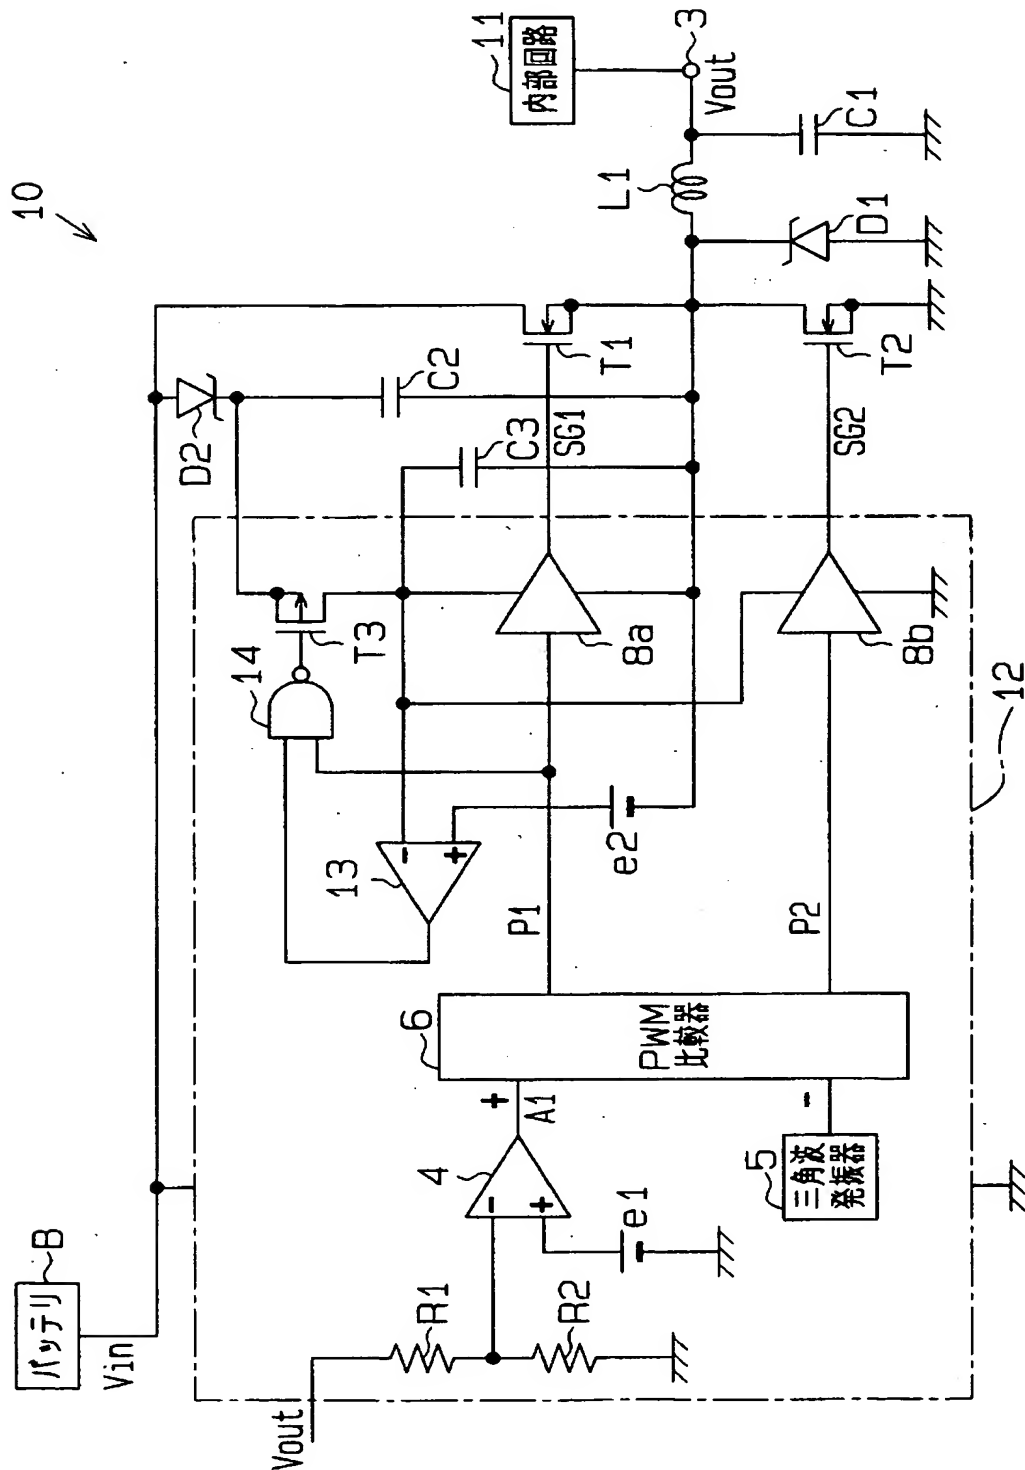 10
バッテリ
B
Vin
Vout
R1
R2
4
e1
A1
+
-
-
+
5
三角波
発振器
6
PWM
比較器
P1
P2
13
-
+
e2
14
T3
8a
8b
12
D2
C2
C3
SG1
SG2
T1
T2
L1
D1
C1
11
内部回路
3
Vout